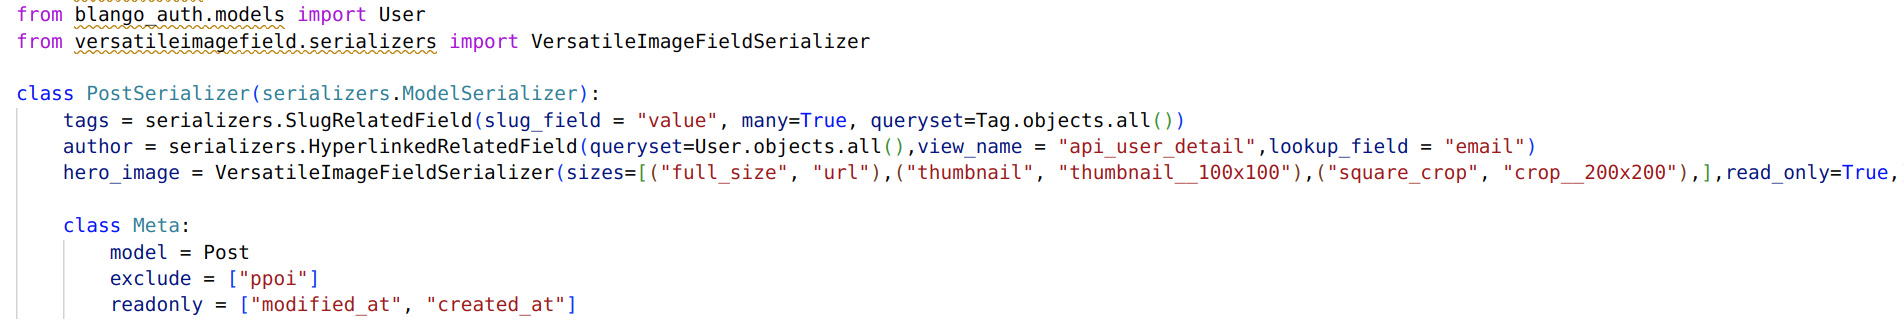 from blango_auth.models import User
from versatileimagefield.serializers import VersatileImageFieldSerializer
class PostSerializer(serializers.ModelSerializer):
tags = serializers.SlugRelatedField(slug_field = "value", many=True, queryset=Tag.objects.all())
author = serializers.HyperlinkedRelatedField(queryset=User.objects.all(),view_name = "api_user_detail",lookup_field = "email")
hero_image = VersatileImageFieldSerializer(sizes=[("full_size", "url"),("thumbnail", "thumbnail__100x100"),("square_crop", "crop__200x200"),],read_only=True,
class Meta:
model = Post
exclude = ["ppoi"]
readonly = ["modified_at", "created_at"]